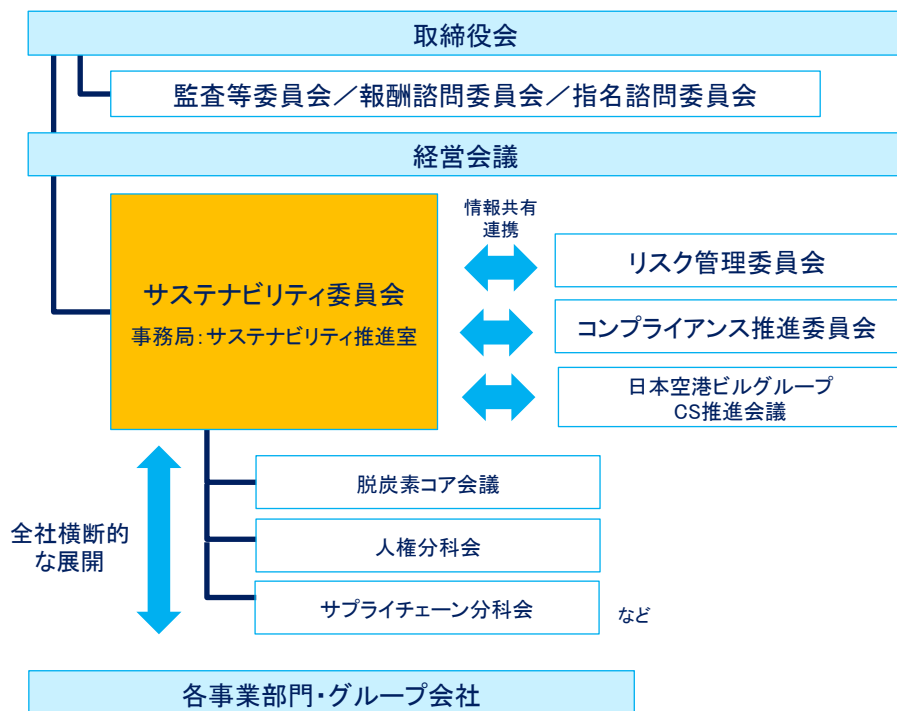 取締役会
監査等委員会／報酬諮問委員会／指名諮問委員会
経営会議
サステナビリティ委員会
事務局：サステナビリティ推進室
情報共有
連携
リスク管理委員会
コンプライアンス推進委員会
日本空港ビルグループ
CS推進会議
全社横断的
な展開
脱炭素コア会議
人権分科会
サプライチェーン分科会
など
各事業部門・グループ会社